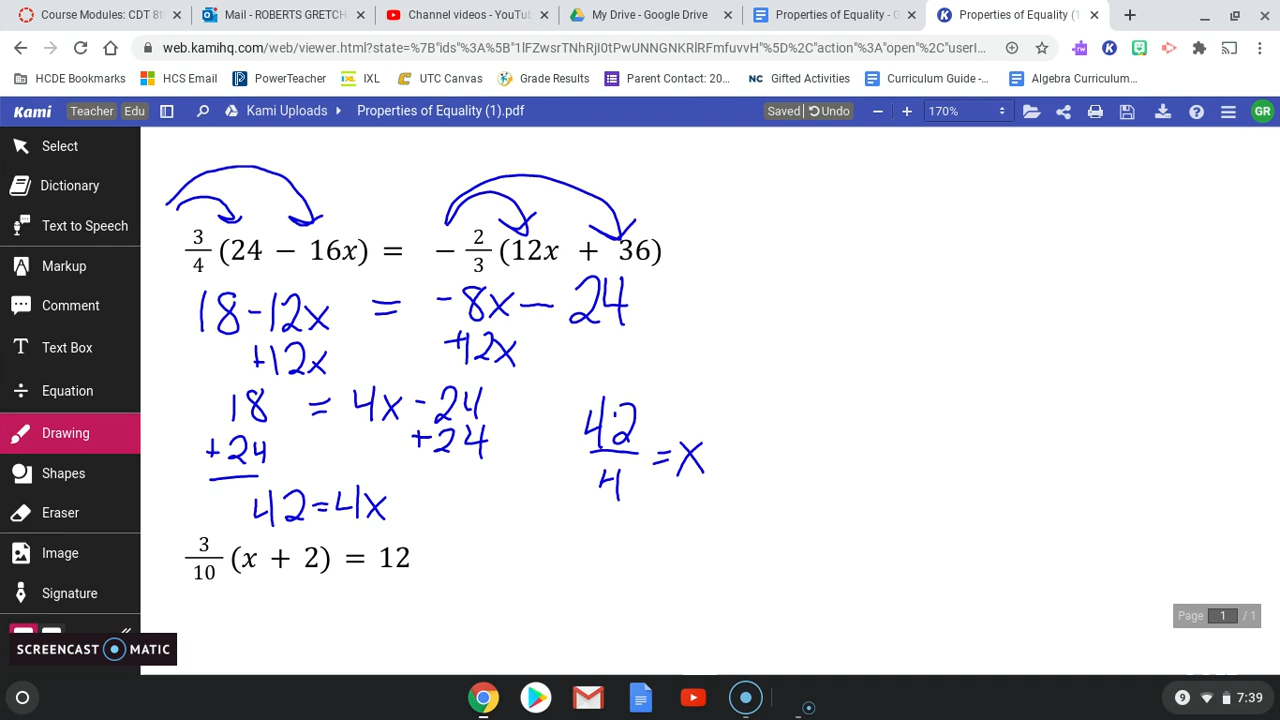 Course Modules: CDT 8th
Mail - ROBERTS GRETCH
Channel videos - YouTu
My Drive - Google Drive
Properties of Equality - G
Properties of Equality (1
web.kamihq.com/web/viewer.html?state=%7B"ids"%3A%5B"1lFZwsrTNhRjI0tPwUNNGNKRlRFmfuvvH"%5D%2C"action"%3A"open"%2C"userI...
HCDE Bookmarks
HCS Email
PowerTeacher
IXL
UTC Canvas
Grade Results
Parent Contact: 20...
NC Gifted Activities
Curriculum Guide -...
Algebra Curriculum...
Kami Teacher Edu
Kami Uploads
Properties of Equality (1).pdf
Saved Undo
170%
GR
Select
Dictionary
Text to Speech
Markup
Comment
Text Box
Equation
Drawing
Shapes
Eraser
Image
Signature
3/4 (24 − 16x) = − 2/3 (12x + 36)
18 - 12x = -8x - 24
+12x +12x
18 = 4x - 24
+24 +24
42 = 4x
42/4 = x
3/10 (x + 2) = 12
Page 1 / 1
SCREENCAST MATIC
9 7:39